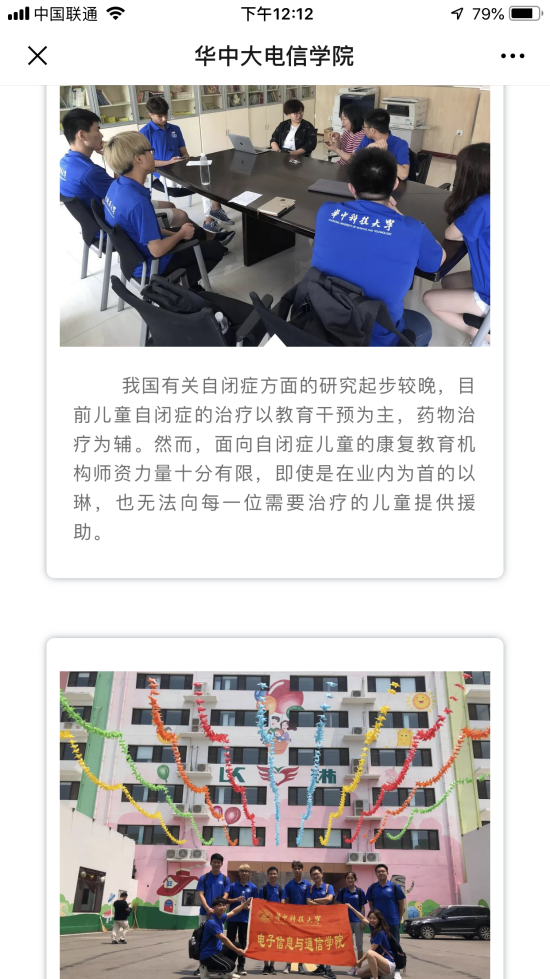 中国联通
下午12:12
79%
华中大电信学院
华中科技大学
我国有关自闭症方面的研究起步较晚，目
前儿童自闭症的治疗以教育干预为主，药物治
疗为辅。然而，面向自闭症儿童的康复教育机
构师资力量十分有限，即使是在业内为首的以
琳，也无法向每一位需要治疗的儿童提供援
助。
华中科技大学
电子信息与通信学院